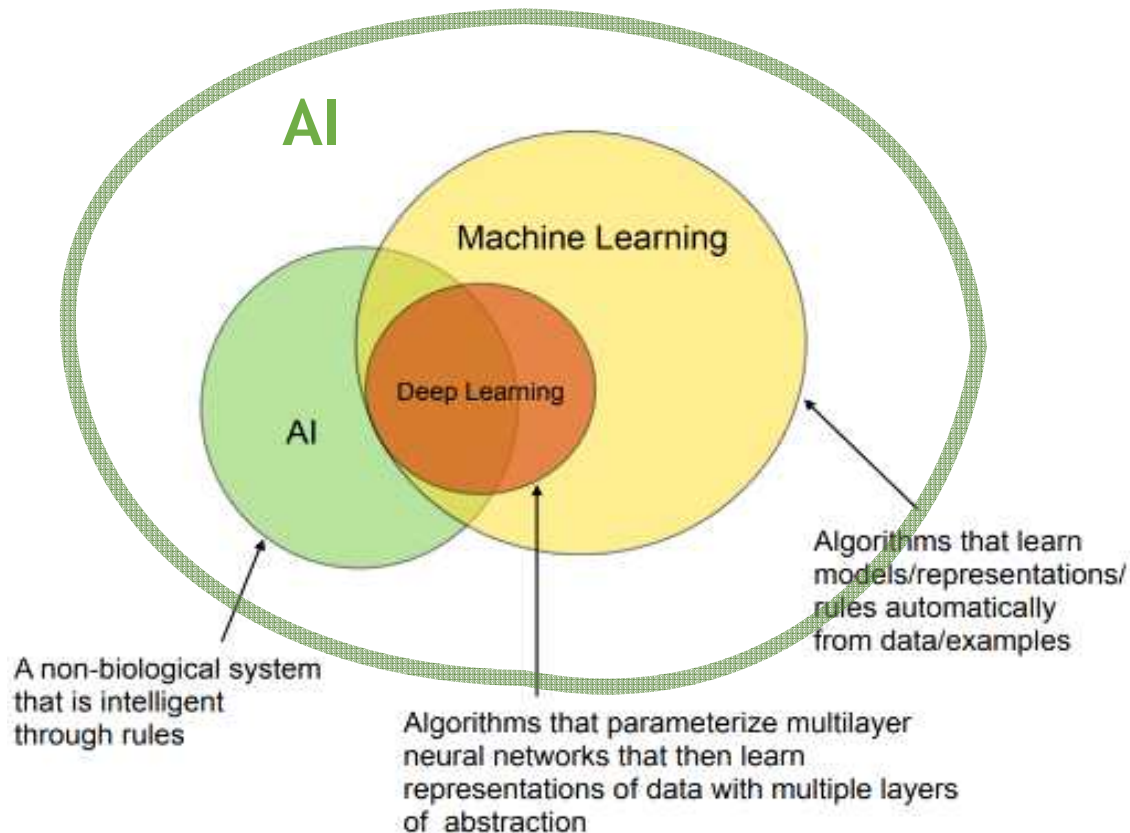 AI
Machine Learning
Deep Learning
AI
Algorithms that learn
models/representations/
rules automatically
from data/examples
A non-biological system
that is intelligent
through rules
Algorithms that parameterize multilayer
neural networks that then learn
representations of data with multiple layers
of abstraction